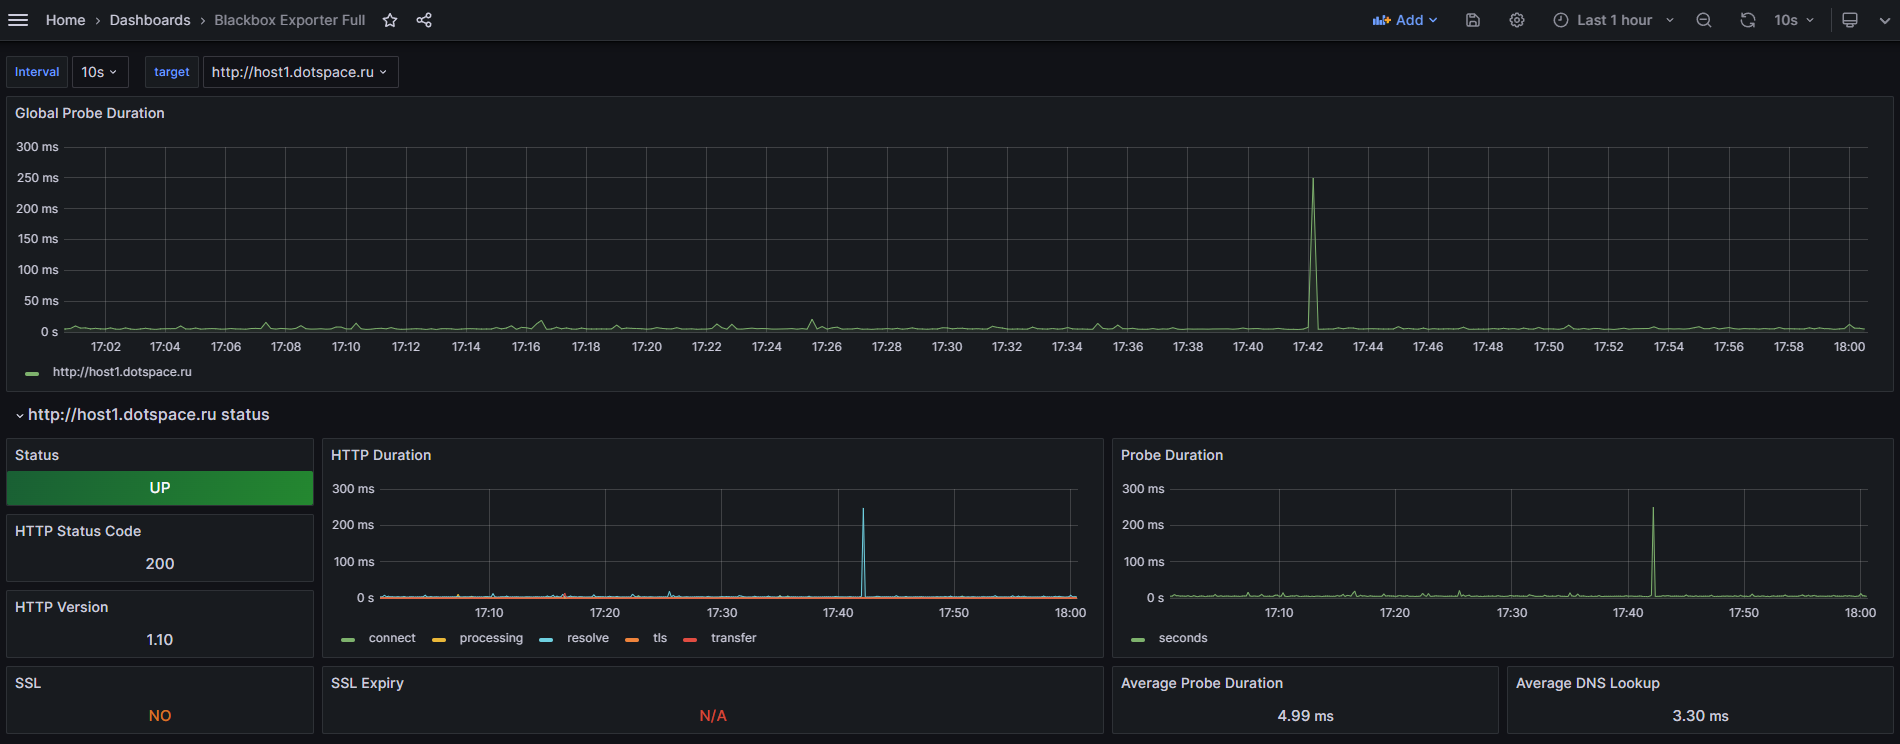 Home › Dashboards › Blackbox Exporter Full Add Last 1 hour 10s
Interval 10s target http://host1.dotspace.ru
Global Probe Duration
300 ms
250 ms
200 ms
150 ms
100 ms
50 ms
0 s
17:02 17:04 17:06 17:08 17:10 17:12 17:14 17:16 17:18 17:20 17:22 17:24 17:26 17:28 17:30 17:32 17:34 17:36 17:38 17:40 17:42 17:44 17:46 17:48 17:50 17:52 17:54 17:56 17:58 18:00
http://host1.dotspace.ru
http://host1.dotspace.ru status
Status
UP
HTTP Status Code
200
HTTP Version
1.10
SSL
NO
HTTP Duration
300 ms
200 ms
100 ms
0 s
17:10 17:20 17:30 17:40 17:50 18:00
connect processing resolve tls transfer
SSL Expiry
N/A
Probe Duration
300 ms
200 ms
100 ms
0 s
17:10 17:20 17:30 17:40 17:50 18:00
seconds
Average Probe Duration
4.99 ms
Average DNS Lookup
3.30 ms